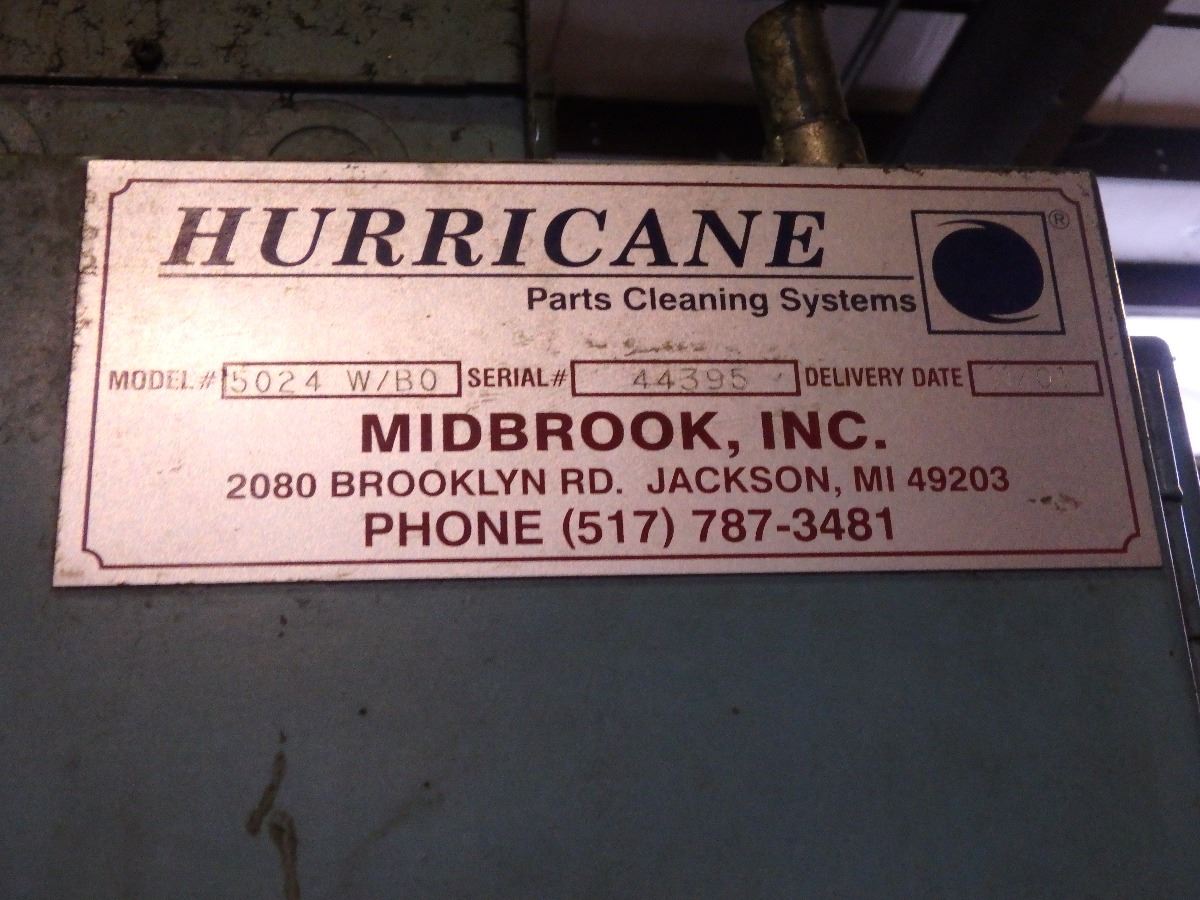 HURRICANE ®
Parts Cleaning Systems
MODEL # 5024 W/BO SERIAL# 44395 DELIVERY DATE
MIDBROOK, INC.
2080 BROOKLYN RD. JACKSON, MI 49203
PHONE (517) 787-3481